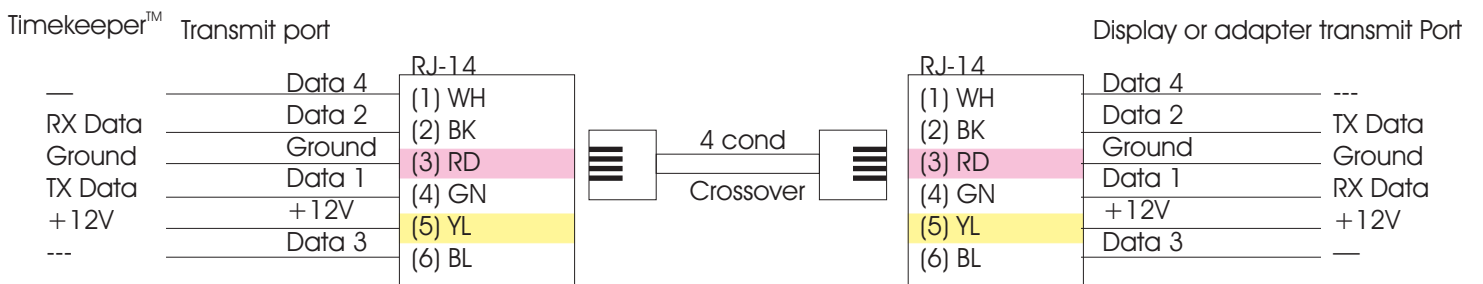 Timekeeper™ Transmit port
Display or adapter transmit Port
RJ-14
RJ-14
— Data 4 (1) WH
RX Data Data 2 (2) BK
Ground Ground (3) RD
TX Data Data 1 (4) GN
+12V +12V (5) YL
--- Data 3 (6) BL
4 cond
Crossover
(1) WH Data 4 ---
(2) BK Data 2 TX Data
(3) RD Ground Ground
(4) GN Data 1 RX Data
(5) YL +12V +12V
(6) BL Data 3 —